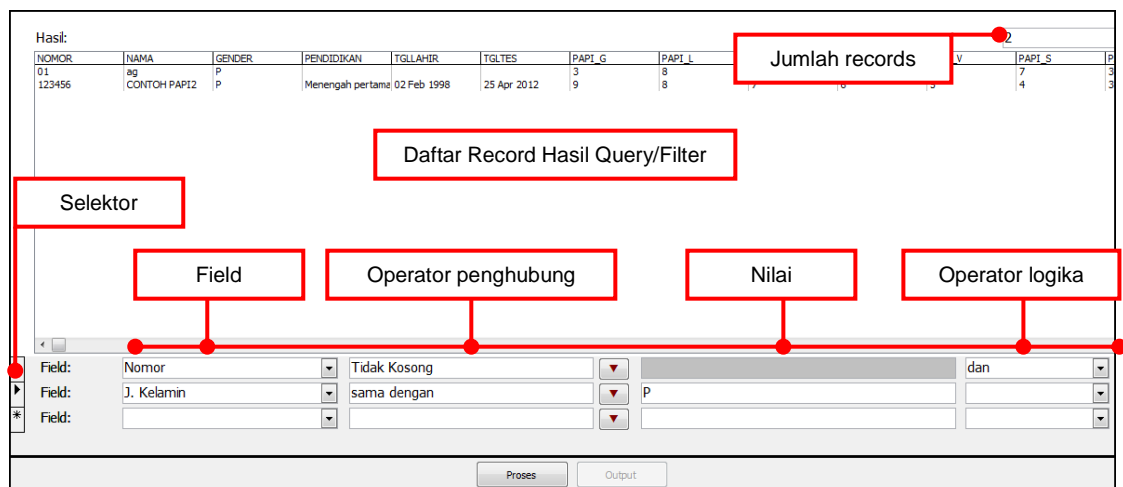 Hasil:
2
Jumlah records
NOMOR NAMA GENDER PENDIDIKAN TGLLAHIR TGLTES PAPI_G PAPI_L _V PAPI_S P
01 ag P 3 8 7 3
123456 CONTOH PAPI2 P Menengah pertama 02 Feb 1998 25 Apr 2012 9 8 4 3
Daftar Record Hasil Query/Filter
Selektor
Field Operator penghubung Nilai Operator logika
Field: Nomor Tidak Kosong dan
Field: J. Kelamin sama dengan P
* Field:
Proses Output